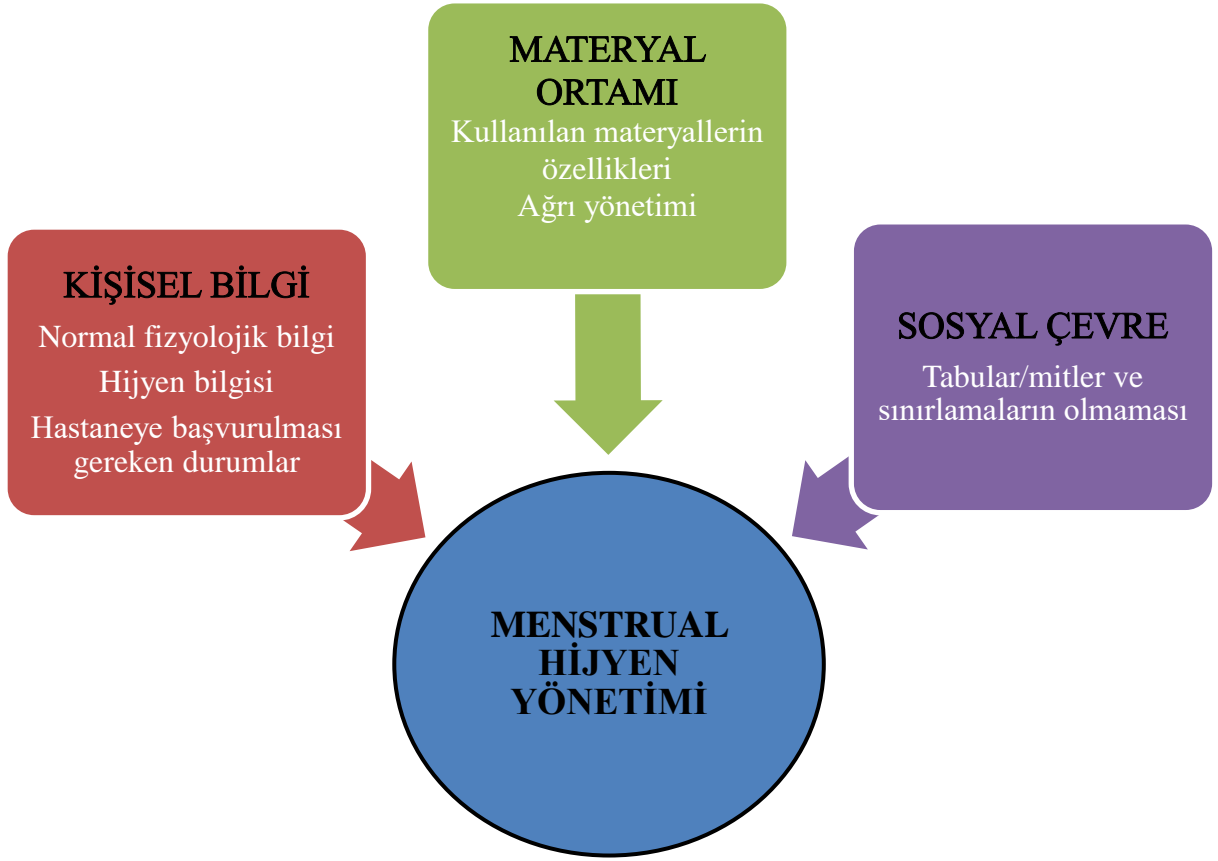 MATERYAL
ORTAMI
Kullanılan materyallerin
özellikleri
Ağrı yönetimi
KİŞİSEL BİLGİ
Normal fizyolojik bilgi
Hijyen bilgisi
Hastaneye başvurulması
gereken durumlar
SOSYAL ÇEVRE
Tabular/mitler ve
sınırlamaların olmaması
MENSTRUAL
HİJYEN
YÖNETİMİ